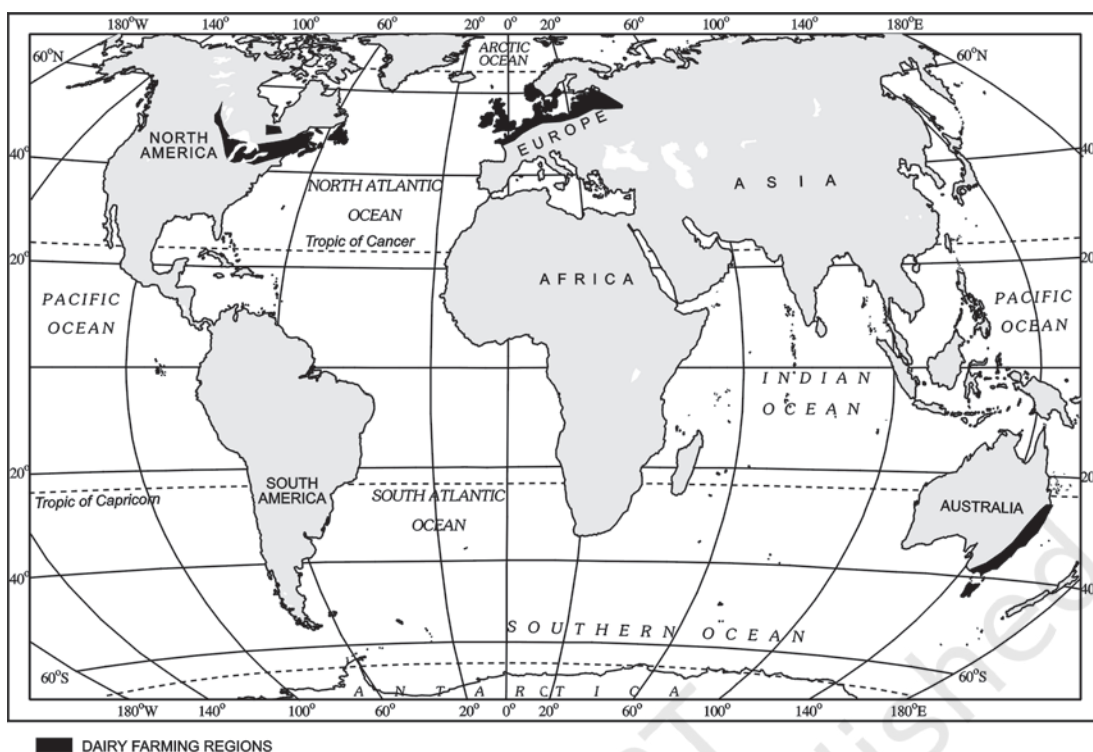 180°W 140° 100° 60° 20° 0° 20° 60° 100° 140° 180°E
ARCTIC
OCEAN
60°N
60°N
NORTH
AMERICA
EUROPE
40°
40
ASIA
NORTH ATLANTIC
OCEAN
Tropic of Cancer
20°
20
AFRICA
PACIFIC
OCEAN
PACIFIC
OCEAN
INDIAN
OCEAN
20°
20
SOUTH
AMERICA
Tropic of Capricorn
SOUTH ATLANTIC
OCEAN
AUSTRALIA
40°
40
SOUTHERN OCEAN
60°S
60°S
ANTARCTICA
180°W 140° 100° 60° 20° 0° 20° 60° 100° 140° 180°E
DAIRY FARMING REGIONS